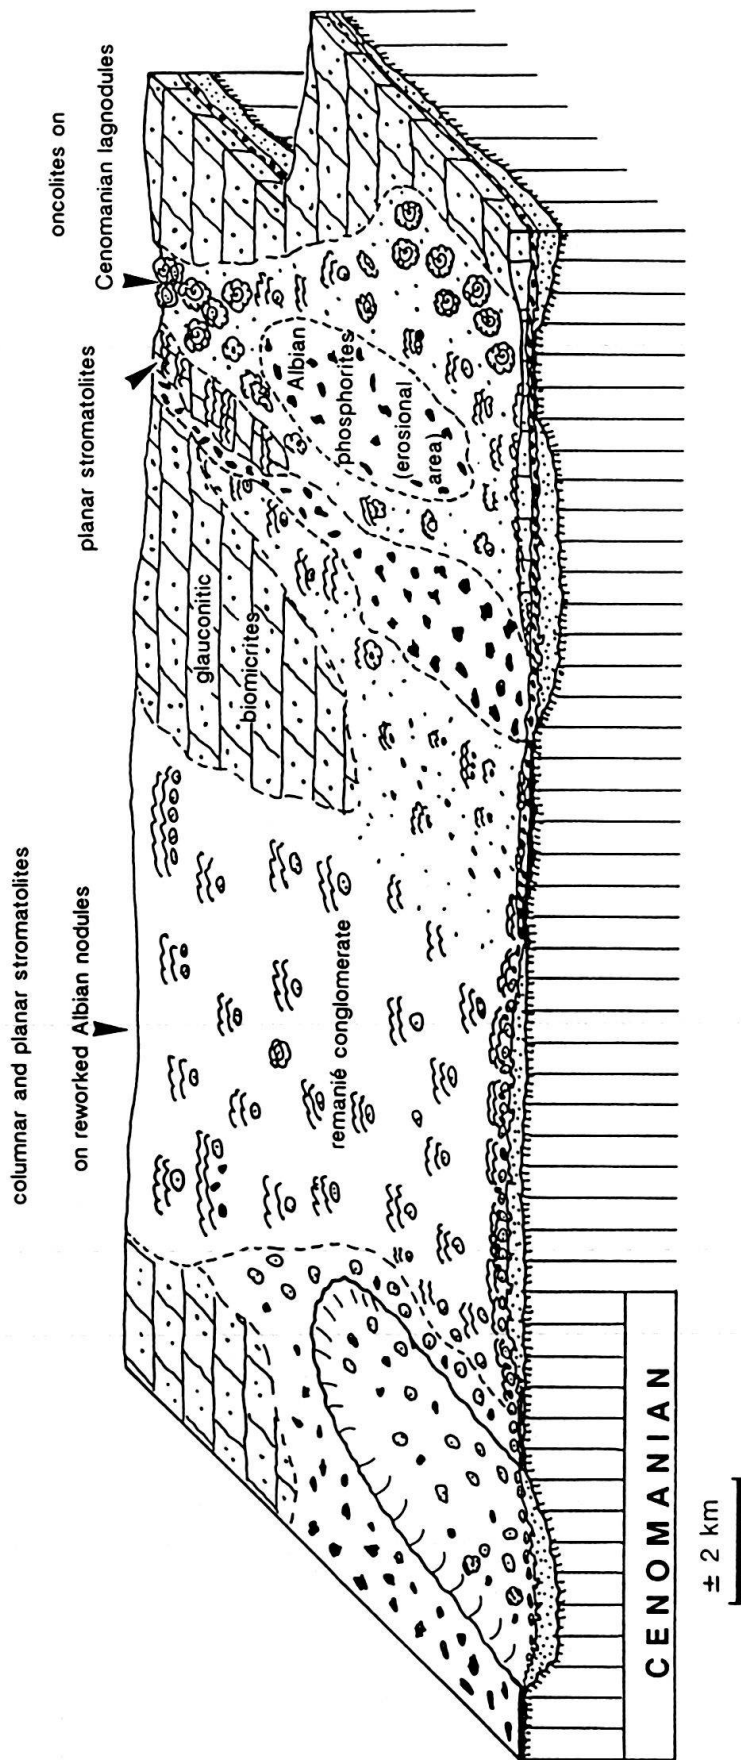 columnar and planar stromatolites
on reworked Albian nodules
planar stromatolites
oncolites on
Cenomanian lagnodules
glauconitic
biomicrites
Albian
phosphorites
(erosional
area)
remanié conglomerate
CENOMANIAN
± 2 km